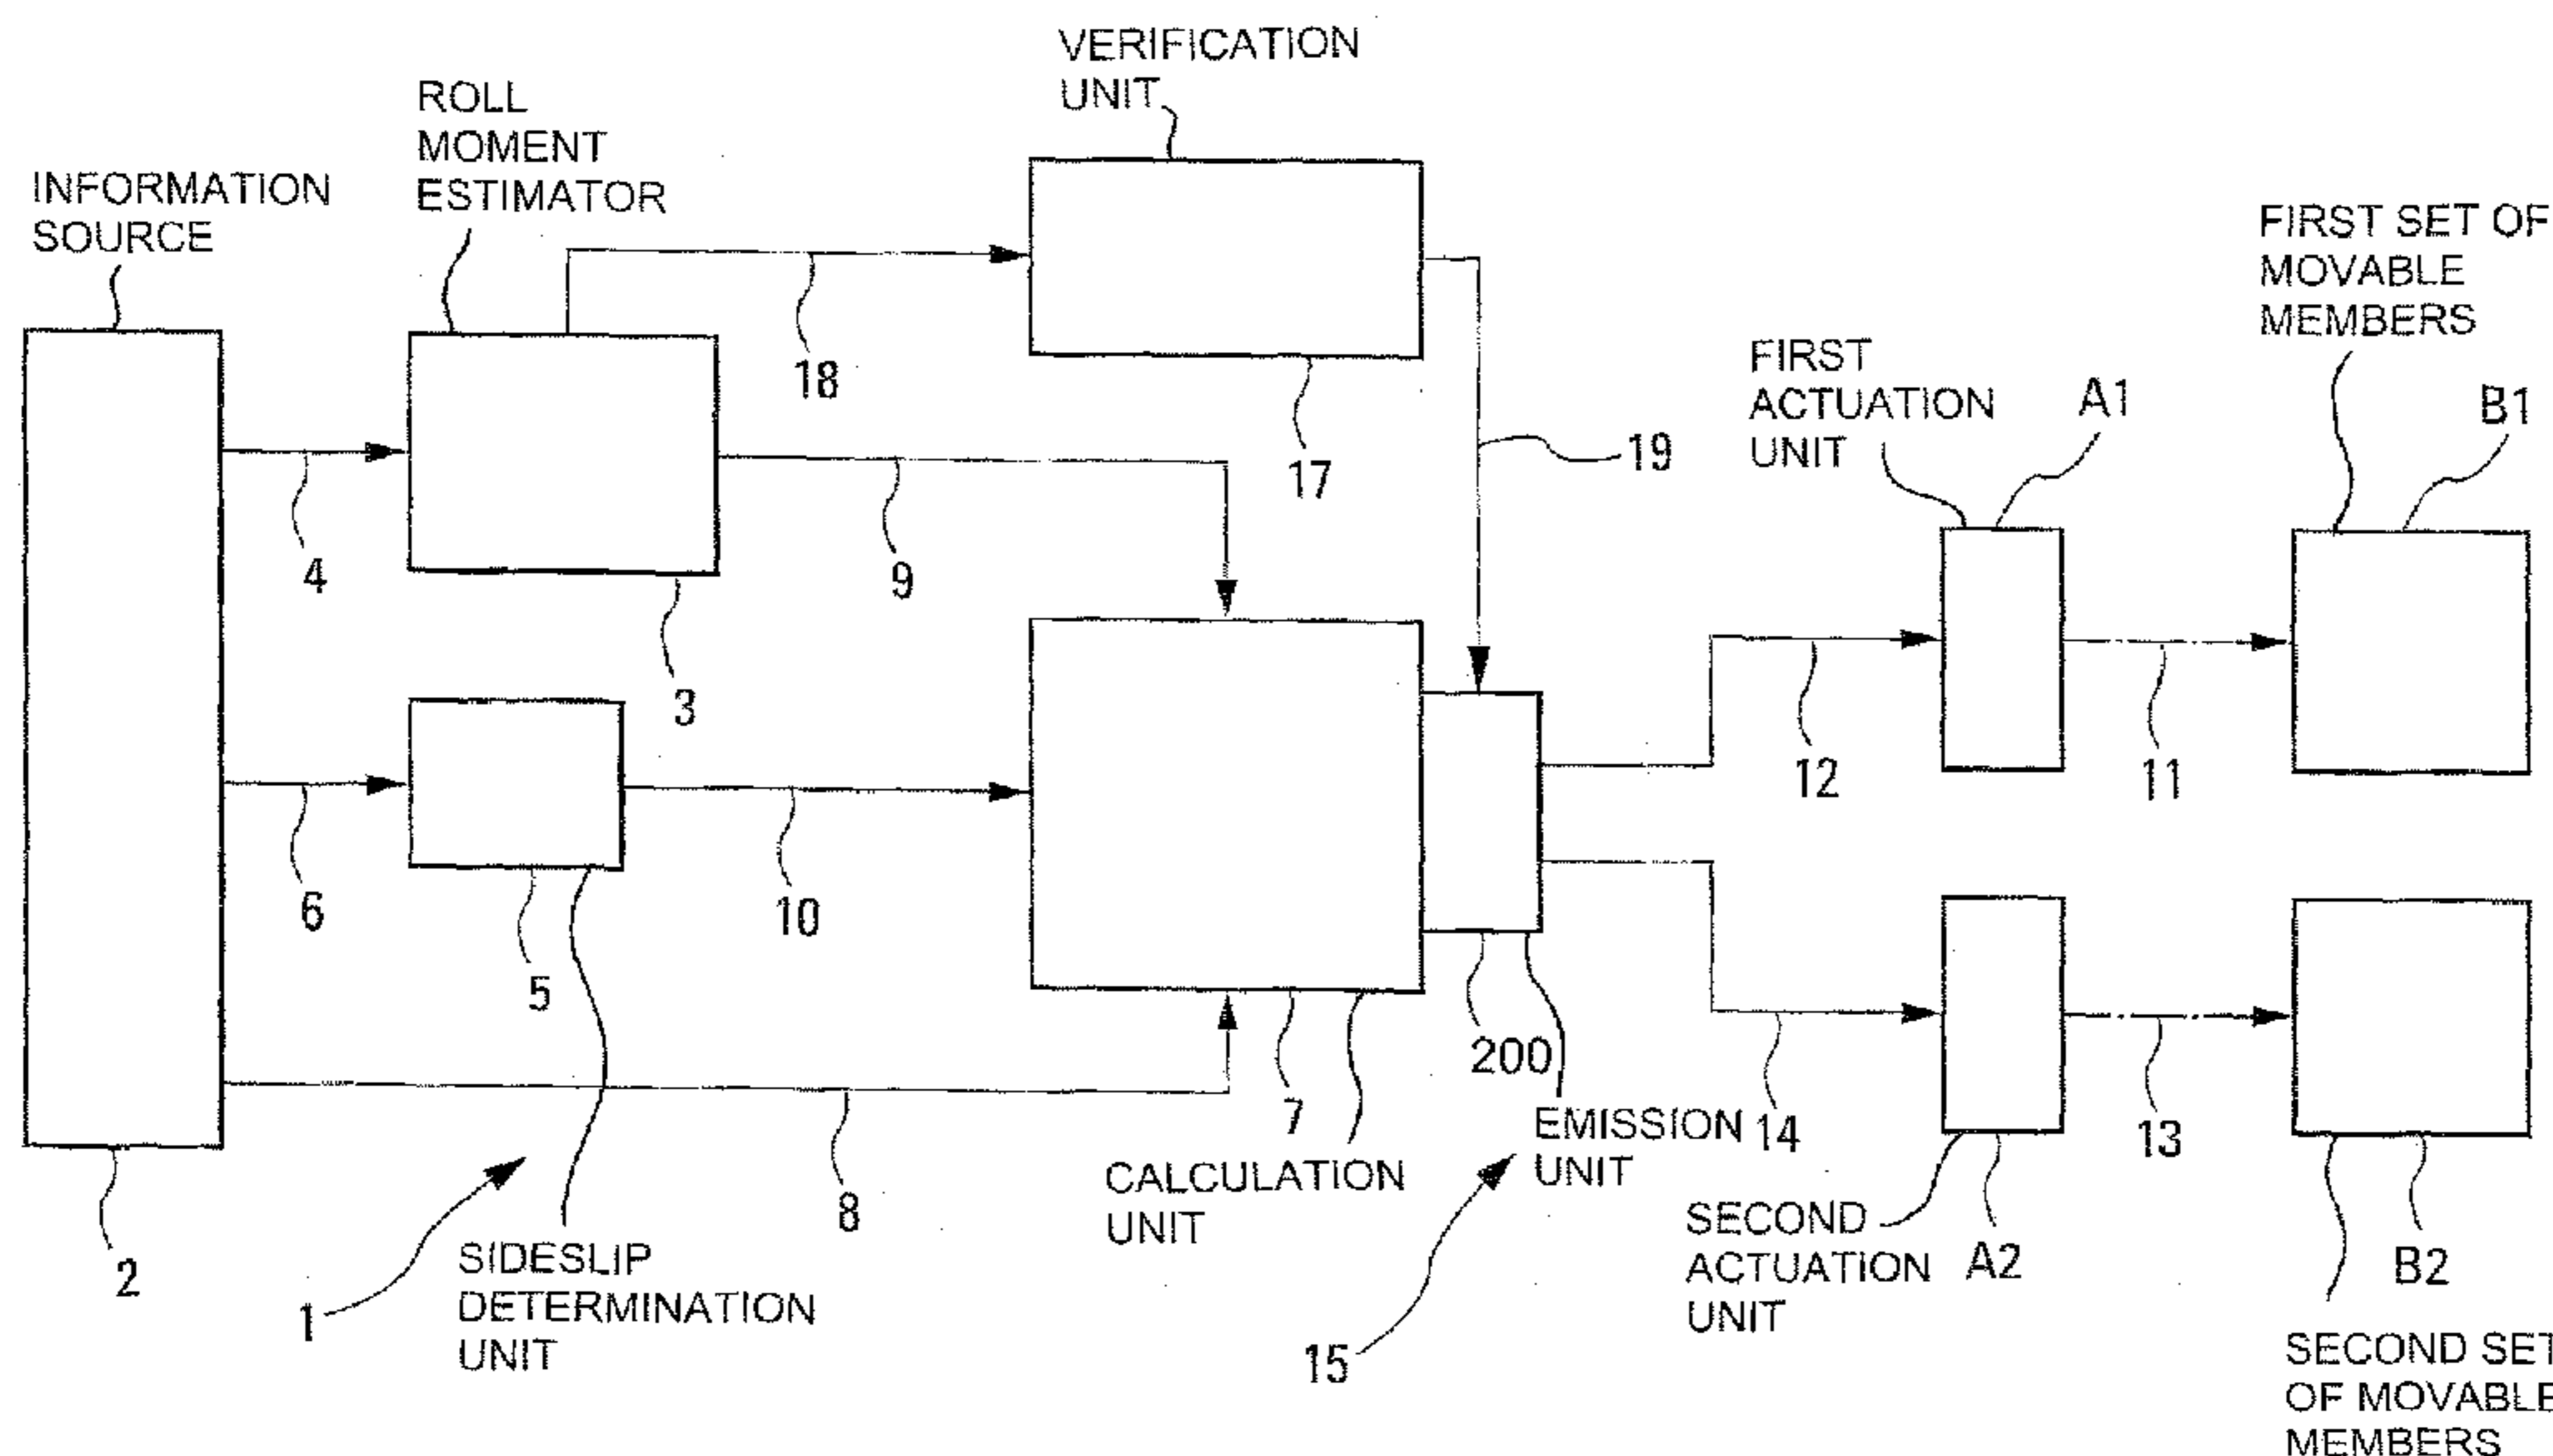 VERIFICATION
UNIT
ROLL
MOMENT
ESTIMATOR
INFORMATION
SOURCE
FIRST SET OF
MOVABLE
MEMBERS
FIRST
ACTUATION
UNIT
A1
B1
18
17
19
4
9
3
12
11
6
5
10
200
7
8
14
13
EMISSION
UNIT
CALCULATION
UNIT
SECOND
ACTUATION
UNIT
A2
B2
2
1
SIDESLIP
DETERMINATION
UNIT
15
SECOND SET
OF MOVABLE
MEMBERS